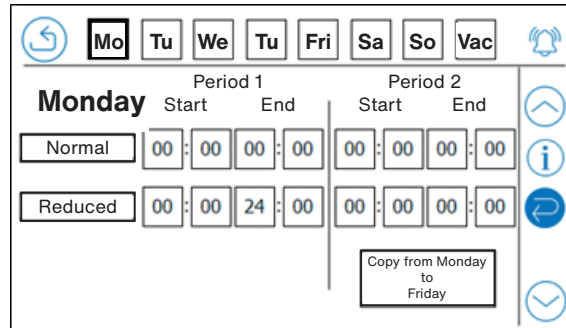 Mo Tu We Tu Fri Sa So Vac
Period 1 Period 2
Monday Start End Start End
Normal 00 : 00 00 : 00 00 : 00 00 : 00
Reduced 00 : 00 24 : 00 00 : 00 00 : 00
Copy from Monday
to
Friday
i